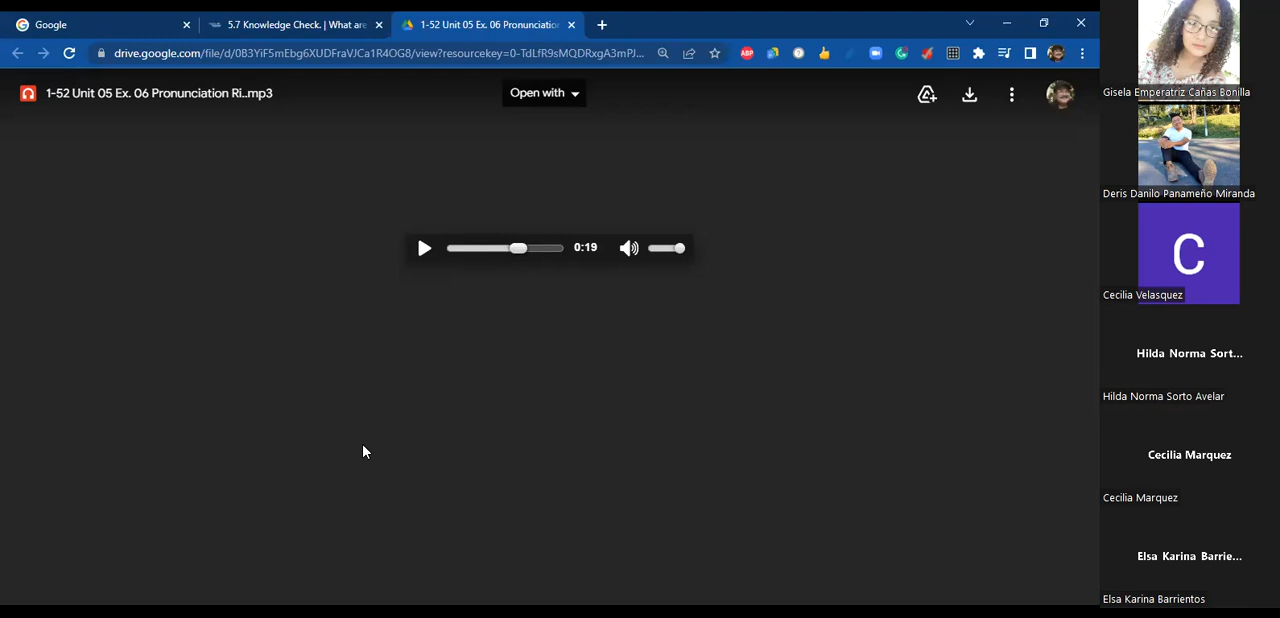 Google
5.7 Knowledge Check. | What are
1-52 Unit 05 Ex. 06 Pronunciation
drive.google.com/file/d/0B3YiF5mEbg6XUDFraVJCa1R4OG8/view?resourcekey=0-TdLfR9sMQDRxgA3mPJ...
ABP
1-52 Unit 05 Ex. 06 Pronunciation Ri..mp3
Open with
0:19
Gisela Emperatriz Cañas Bonilla
Deris Danilo Panameño Miranda
C
Cecilia Velasquez
Hilda Norma Sort...
Hilda Norma Sorto Avelar
Cecilia Marquez
Cecilia Marquez
Elsa Karina Barrie...
Elsa Karina Barrientos